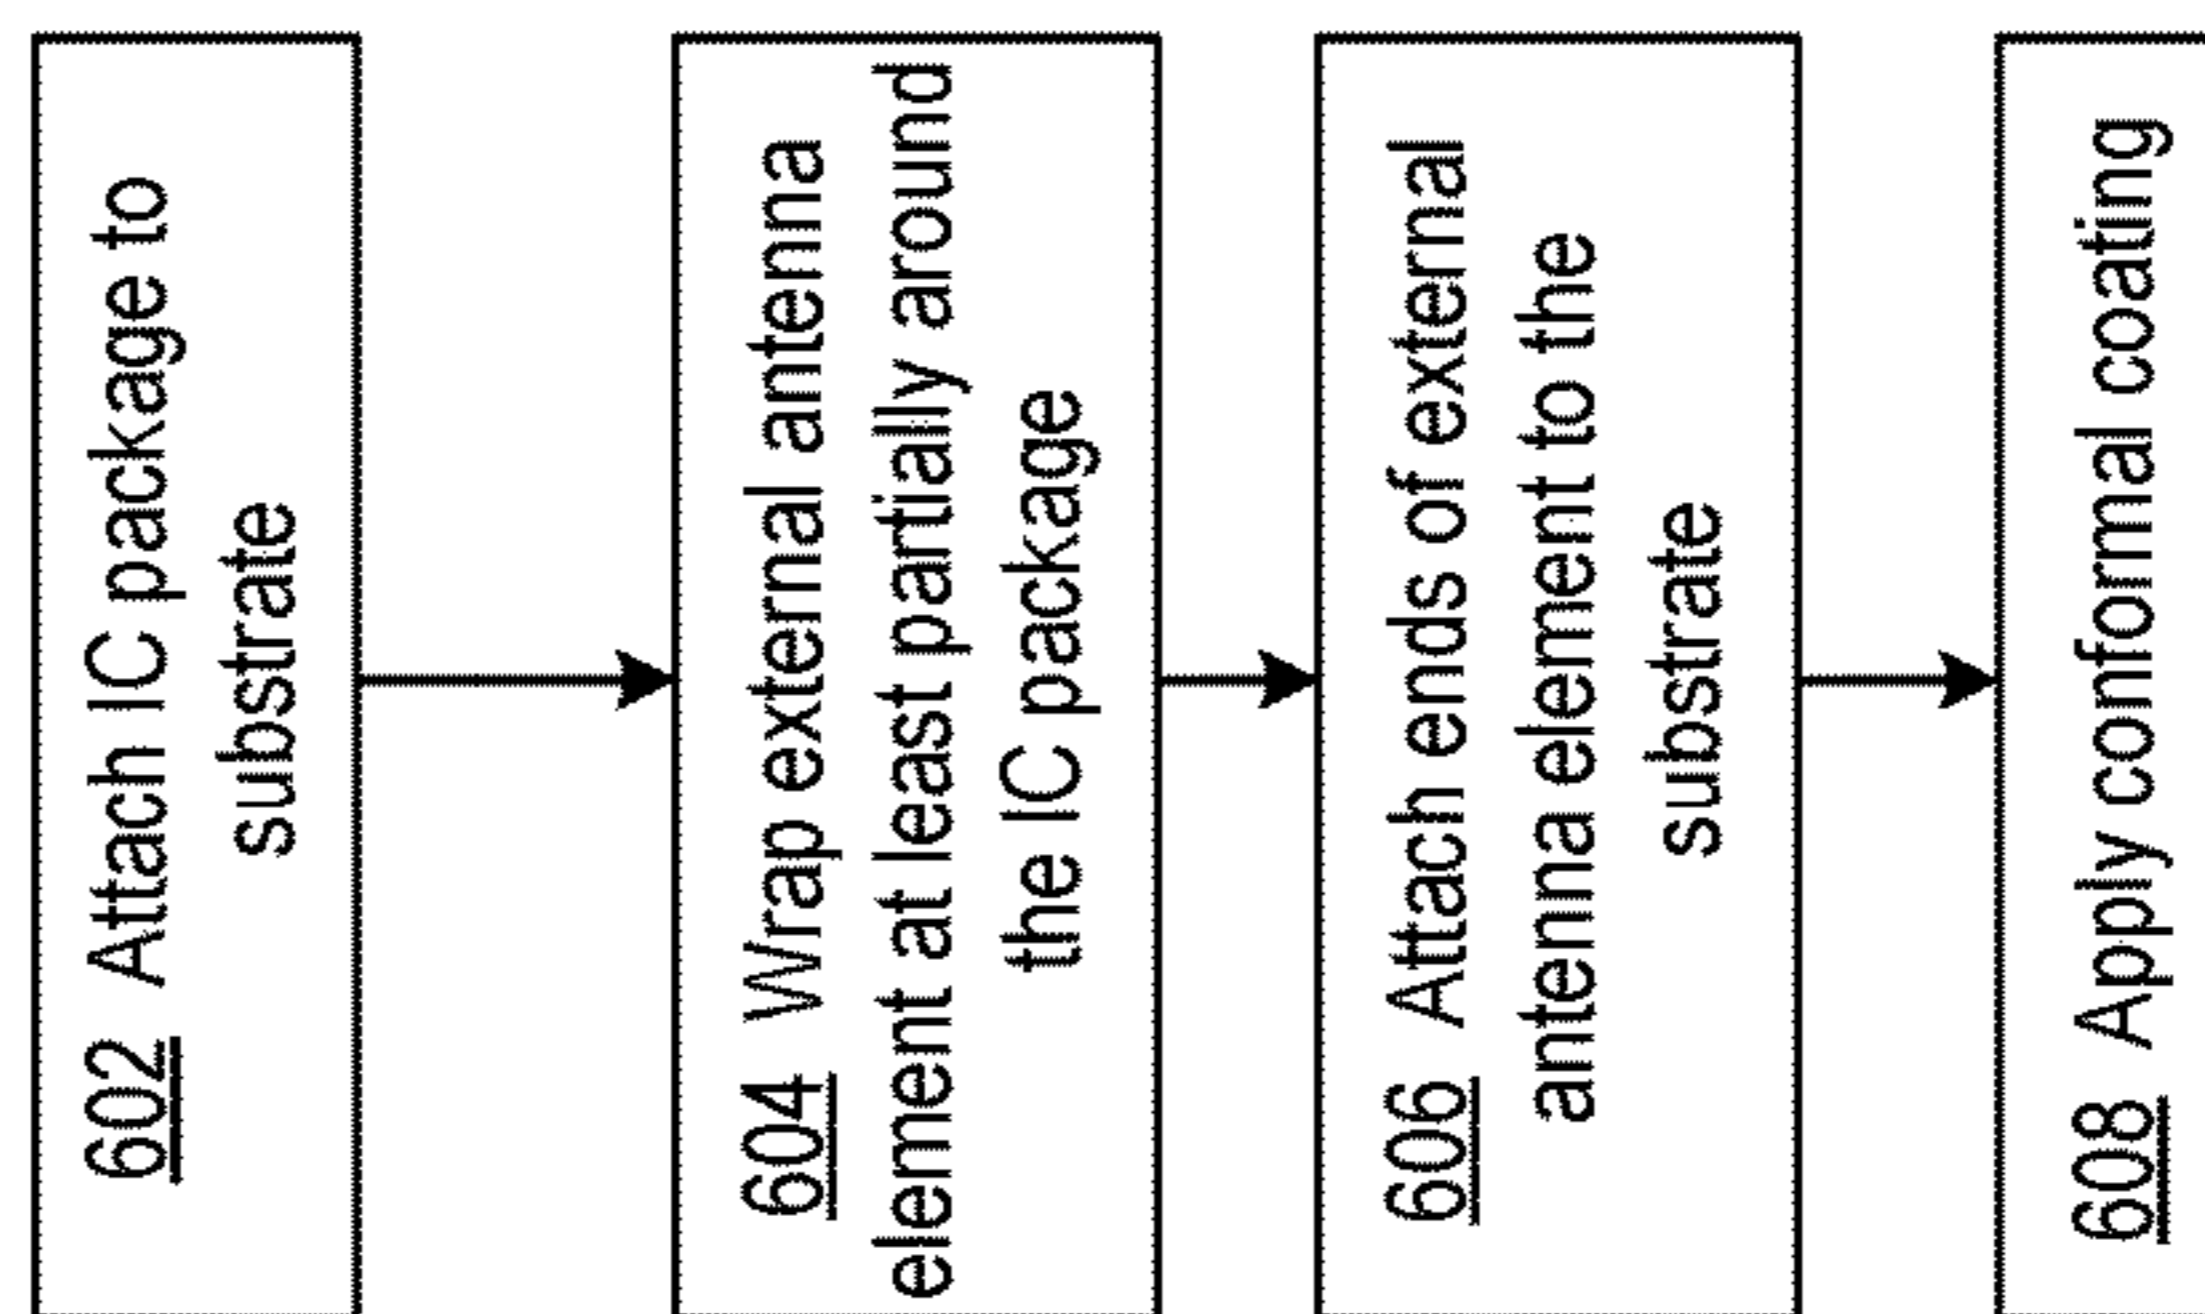 602 Attach IC package to
substrate
604 Wrap external antenna
element at least partially around
the IC package
606 Attach ends of external
antenna element to the
substrate
608 Apply conformal coating